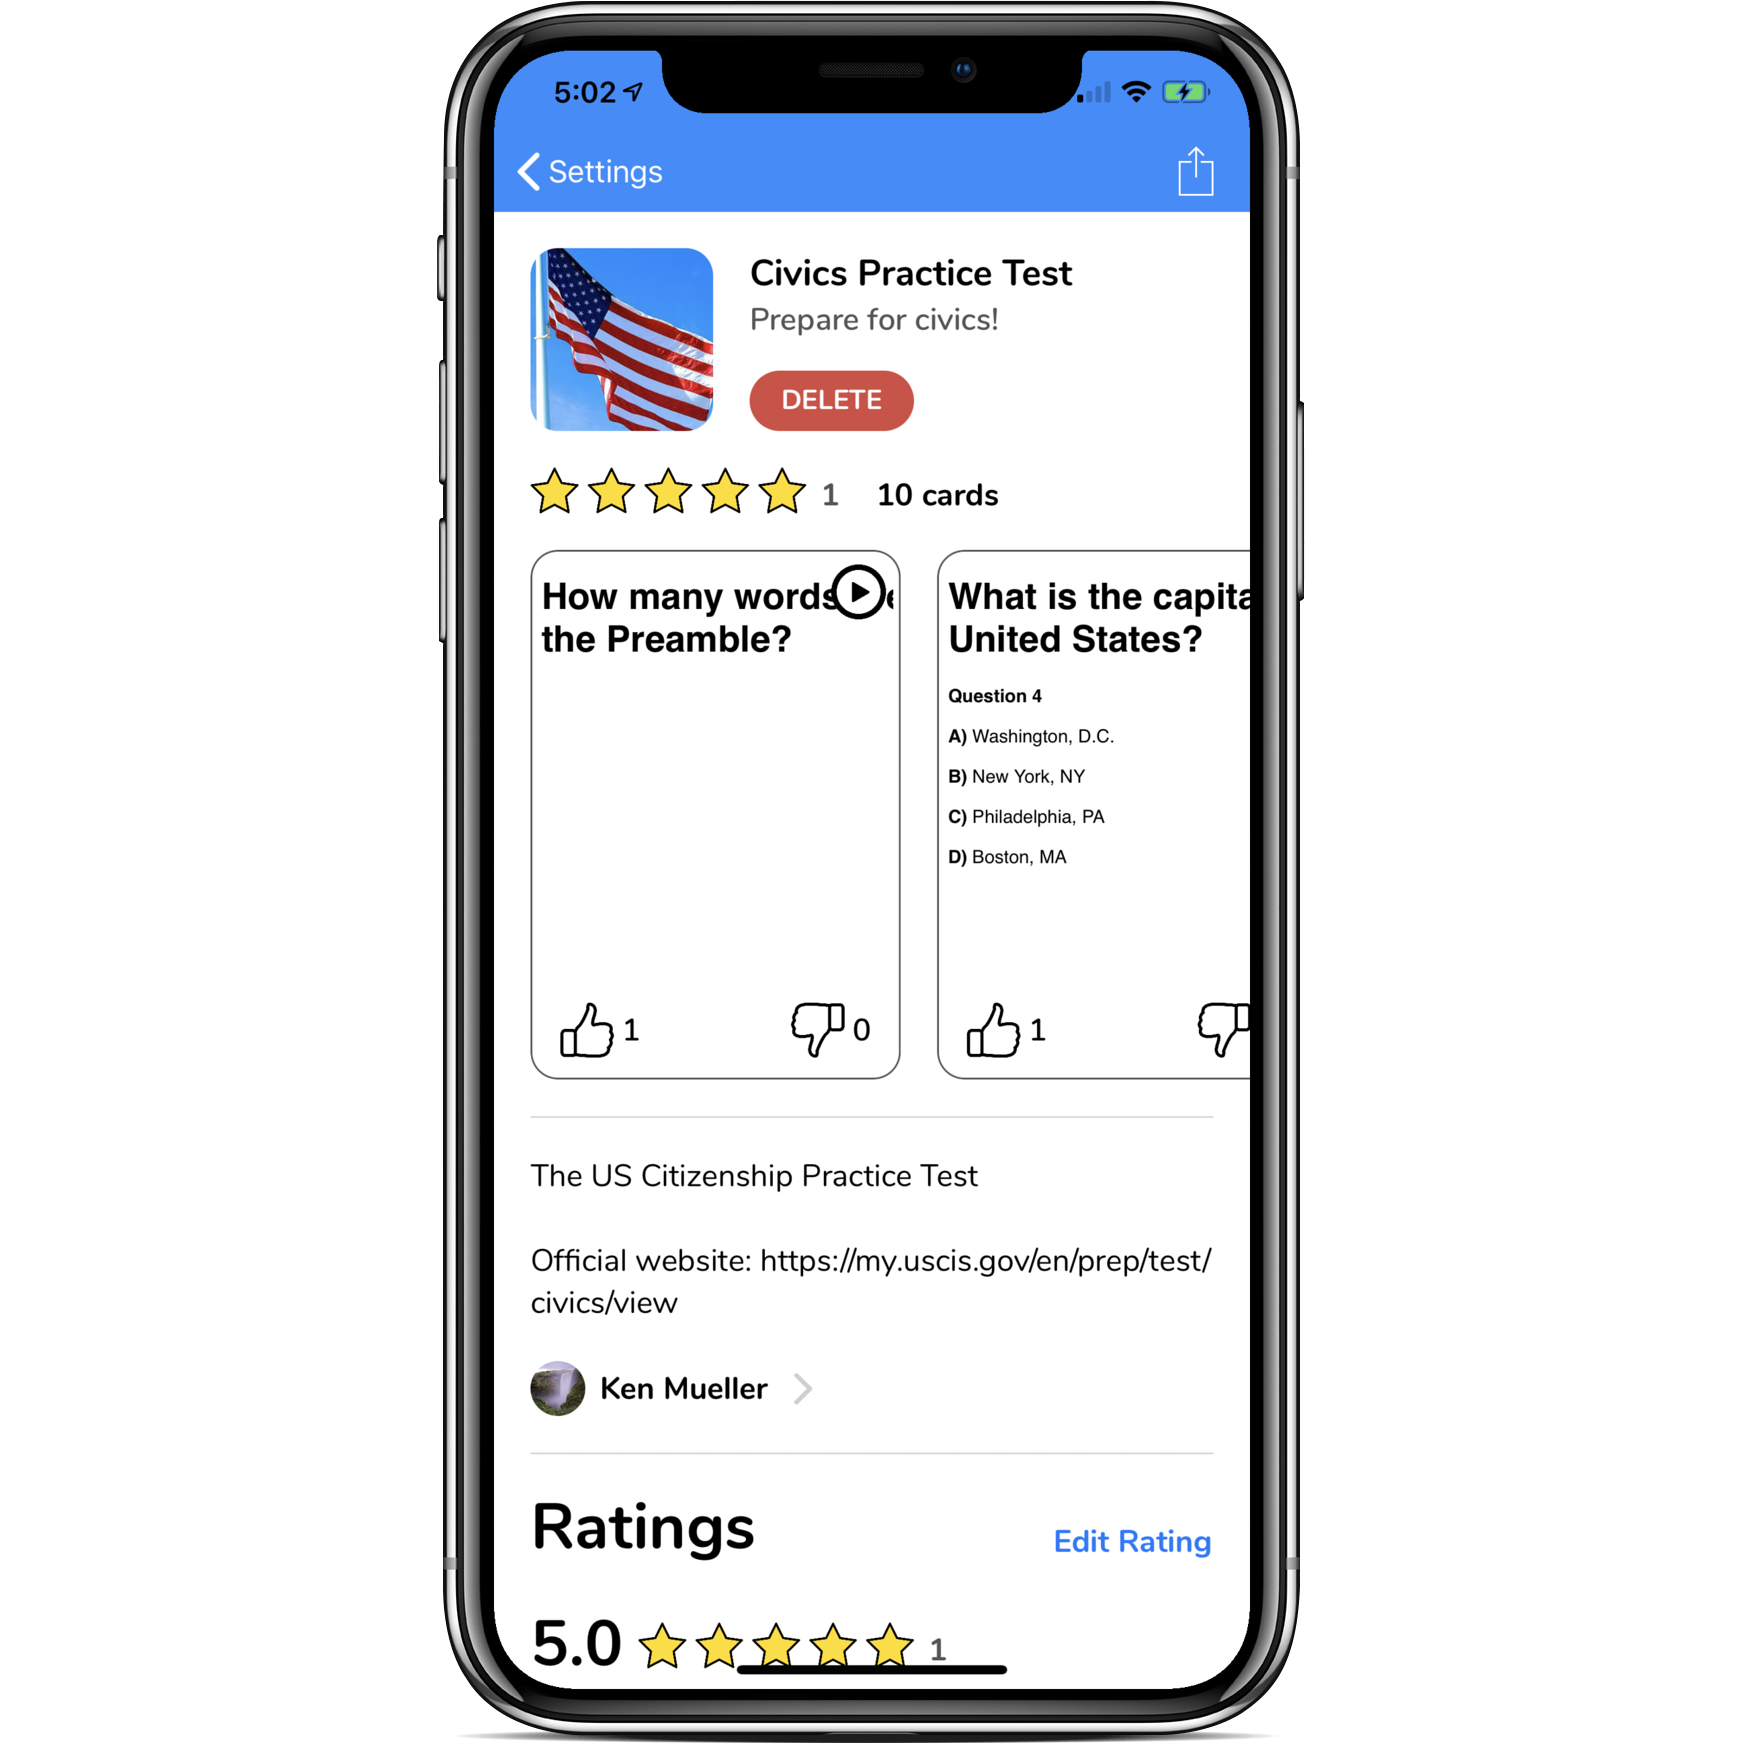 5:02
Settings
Civics Practice Test
Prepare for civics!
DELETE
1 10 cards
How many words
the Preamble?
1
0
What is the
United States?
Question 4
A) Washington, D.C.
B) New York, NY
C) Philadelphia, PA
D) Boston, MA
1
The US Citizenship Practice Test
Official website: https://my.uscis.gov/en/prep/test/
civics/view
Ken Mueller
Ratings
Edit Rating
5.0 1